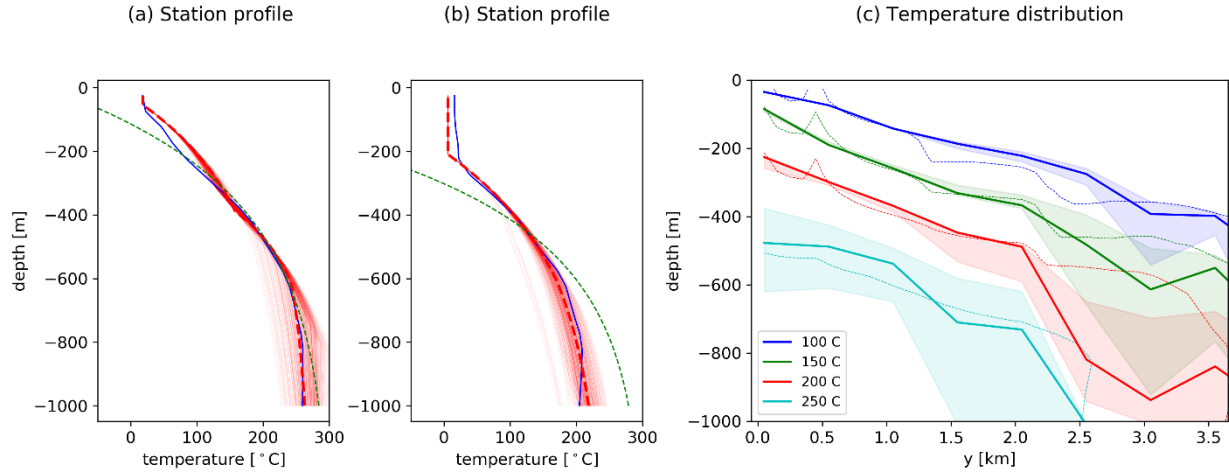 (a) Station profile
(b) Station profile
(c) Temperature distribution
depth [m]
0
−200
−400
−600
−800
−1000
0
100
200
300
temperature [°C]
depth [m]
0
−200
−400
−600
−800
−1000
0
100
200
300
temperature [°C]
depth [m]
0
−200
−400
−600
−800
−1000
0.0
0.5
1.0
1.5
2.0
2.5
3.0
3.5
y [km]
100 C
150 C
200 C
250 C